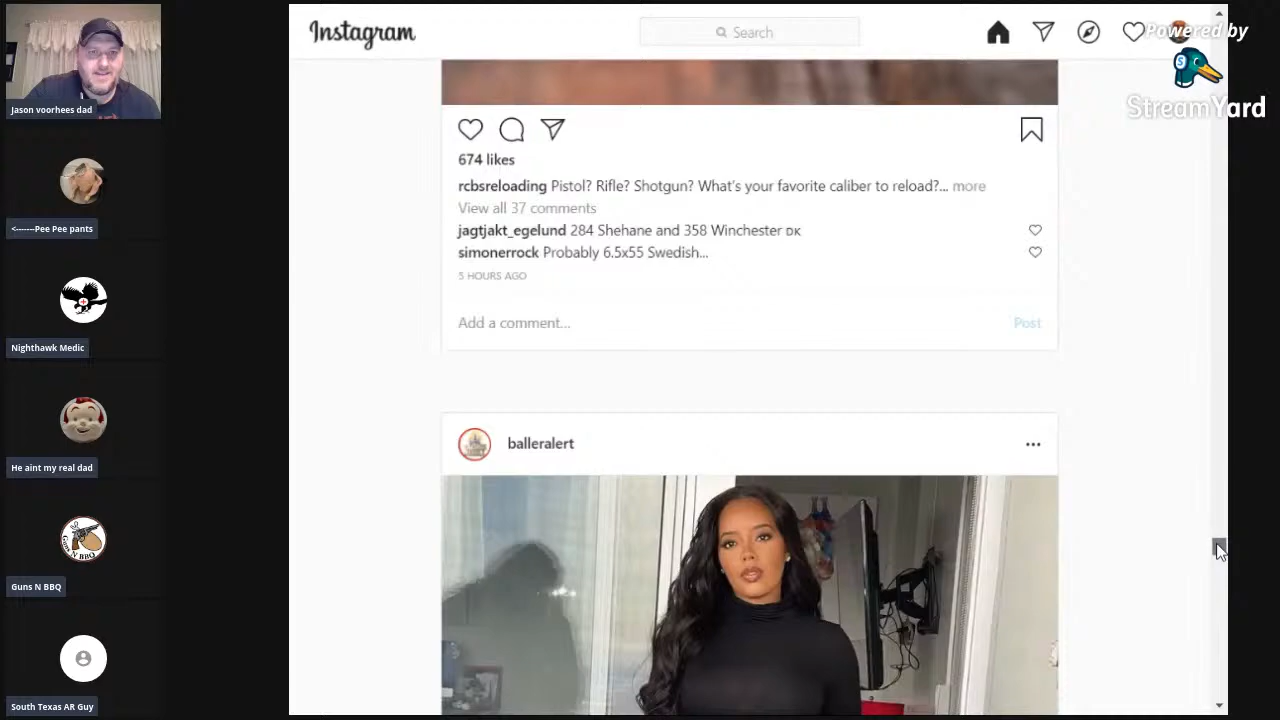 Jason voorhees dad
<------Pee Pee pants
Nighthawk Medic
He aint my real dad
Guns N BBQ
Guns N BBQ
South Texas AR Guy
Instagram
Search
Powered by
StreamYard
674 likes
rcbsreloading Pistol? Rifle? Shotgun? What's your favorite caliber to reload?... more
View all 37 comments
jagtjakt_egelund 284 Shehane and 358 Winchester DK
simonerrock Probably 6.5x55 Swedish...
5 HOURS AGO
Add a comment... Post
balleralert